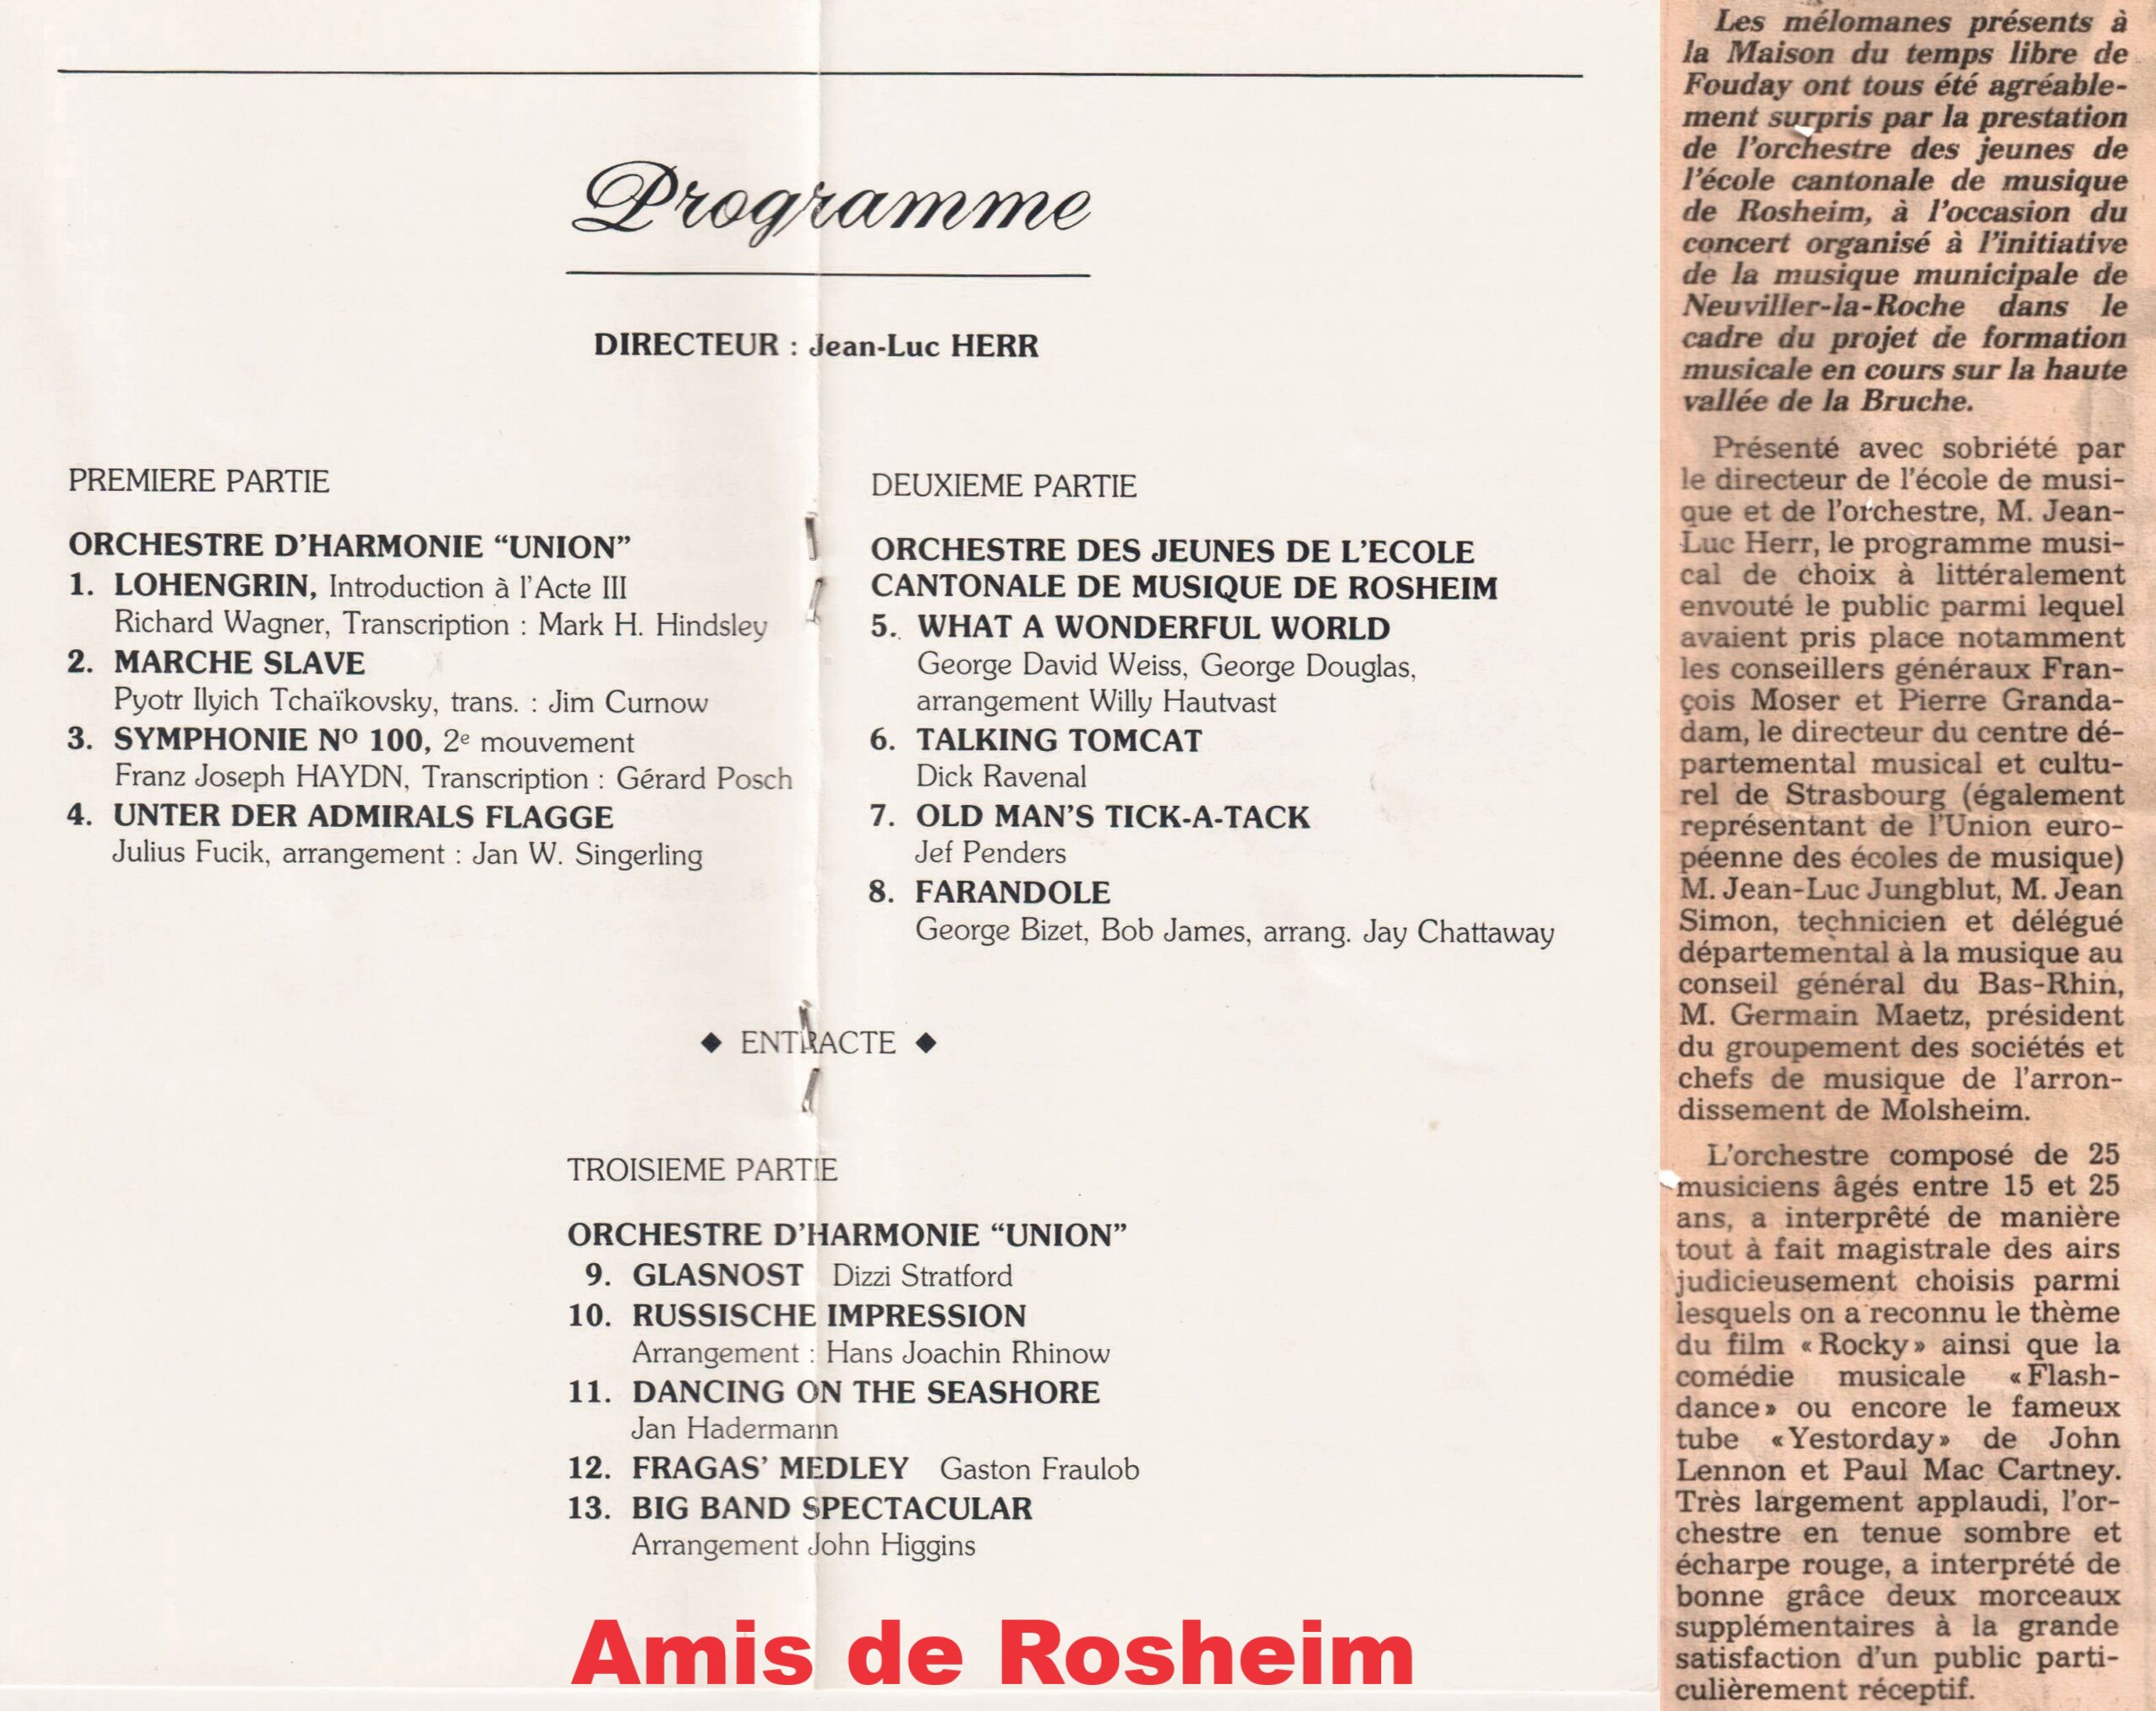 Programme
DIRECTEUR : Jean-Luc HERR
PREMIERE PARTIE
ORCHESTRE D'HARMONIE “UNION”
1. LOHENGRIN, Introduction à l'Acte III
Richard Wagner, Transcription : Mark H. Hindsley
2. MARCHE SLAVE
Pyotr Ilyich Tchaïkovsky, trans. : Jim Curnow
3. SYMPHONIE Nº 100, 2e mouvement
Franz Joseph HAYDN, Transcription : Gérard Posch
4. UNTER DER ADMIRALS FLAGGE
Julius Fucik, arrangement : Jan W. Singerling
DEUXIEME PARTIE
ORCHESTRE DES JEUNES DE L'ECOLE
CANTONALE DE MUSIQUE DE ROSHEIM
5. WHAT A WONDERFUL WORLD
George David Weiss, George Douglas,
arrangement Willy Hautvast
6. TALKING TOMCAT
Dick Ravenal
7. OLD MAN'S TICK-A-TACK
Jef Penders
8. FARANDOLE
George Bizet, Bob James, arrang. Jay Chattaway
◆ ENTRACTE ◆
TROISIEME PARTIE
ORCHESTRE D'HARMONIE “UNION”
9. GLASNOST Dizzi Stratford
10. RUSSISCHE IMPRESSION
Arrangement : Hans Joachin Rhinow
11. DANCING ON THE SEASHORE
Jan Hadermann
12. FRAGAS' MEDLEY Gaston Fraulob
13. BIG BAND SPECTACULAR
Arrangement John Higgins
Amis de Rosheim
Les mélomanes présents à
la Maison du temps libre de
Fouday ont tous été agréable-
ment surpris par la prestation
de l'orchestre des jeunes de
l'école cantonale de musique
de Rosheim, à l'occasion du
concert organisé à l'initiative
de la musique municipale de
Neuviller-la-Roche dans le
cadre du projet de formation
musicale en cours sur la haute
vallée de la Bruche.
Présenté avec sobriété par
le directeur de l'école de musi-
que et de l'orchestre, M. Jean-
Luc Herr, le programme musi-
cal de choix à littéralement
envouté le public parmi lequel
avaient pris place notamment
les conseillers généraux Fran-
çois Moser et Pierre Granda-
dam, le directeur du centre dé-
partemental musical et cultu-
rel de Strasbourg (également
représentant de l'Union euro-
péenne des écoles de musique)
M. Jean-Luc Jungblut, M. Jean
Simon, technicien et délégué
départemental à la musique au
conseil général du Bas-Rhin,
M. Germain Maetz, président
du groupement des sociétés et
chefs de musique de l'arron-
dissement de Molsheim.
L'orchestre composé de 25
musiciens âgés entre 15 et 25
ans, a interprêté de manière
tout à fait magistrale des airs
judicieusement choisis parmi
lesquels on a reconnu le thème
du film «Rocky» ainsi que la
comédie musicale «Flash-
dance» ou encore le fameux
tube «Yestorday» de John
Lennon et Paul Mac Cartney.
Très largement applaudi, l'or-
chestre en tenue sombre et
écharpe rouge, a interprété de
bonne grâce deux morceaux
supplémentaires à la grande
satisfaction d'un public parti-
culièrement réceptif.